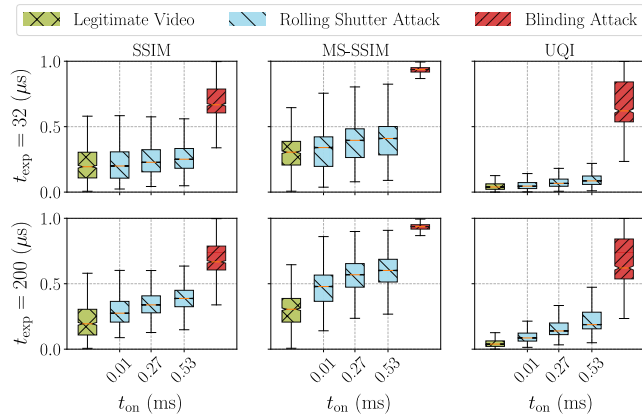 Legitimate Video Rolling Shutter Attack Blinding Attack
SSIM MS-SSIM UQI
t_exp = 32 (μs)
1.0
0.5
0.0
t_exp = 200 (μs)
1.0
0.5
0.0
0.01 0.27 0.53 0.01 0.27 0.53 0.01 0.27 0.53
t_on (ms) t_on (ms) t_on (ms)